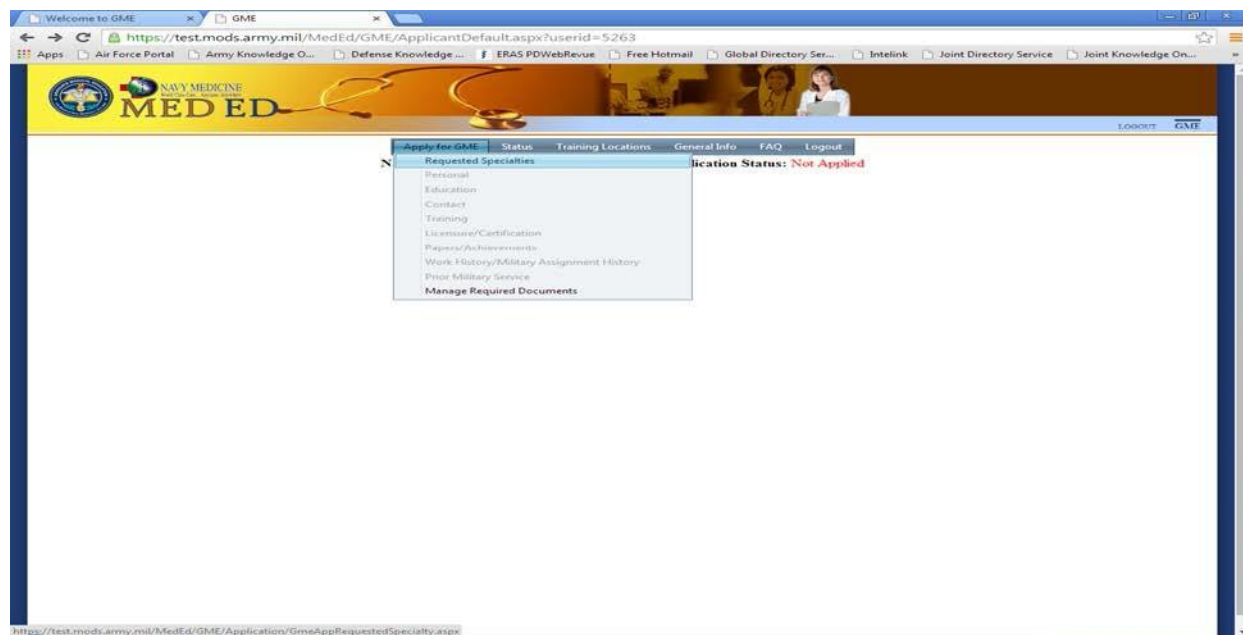 Welcome to GME
GME
https://test.mods.army.mil/MedEd/GME/ApplicantDefault.aspx?userid=5263
Apps Air Force Portal Army Knowledge O... Defense Knowledge ... ERAS PDWebRevue Free Hotmail Global Directory Ser... Intelink Joint Directory Service Joint Knowledge On...
NAVY MEDICINE
MED ED
LOGOUT GME
Apply for GME Status Training Locations General Info FAQ Logout
N
lication Status: Not Applied
Requested Specialties
Personal
Education
Contact
Training
Licensure/Certification
Papers/Achievements
Work History/Military Assignment History
Prior Military Service
Manage Required Documents
https://test.mods.army.mil/MedEd/GME/Application/GmeAppRequestedSpecialty.aspx